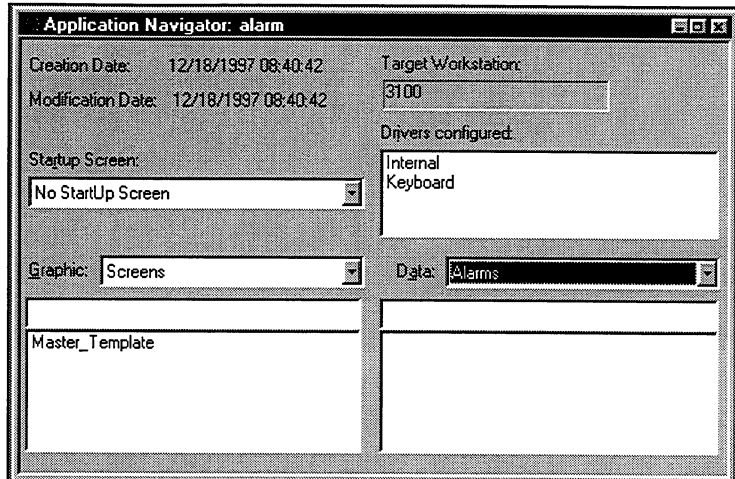 Application Navigator: alarm
Creation Date: 12/18/1997 08:40:42
Modification Date: 12/18/1997 08:40:42
Target Workstation:
3100
Drivers configured:
Internal
Keyboard
Startup Screen:
No StartUp Screen
Graphic: Screens
Data: Alarms
Master_Template